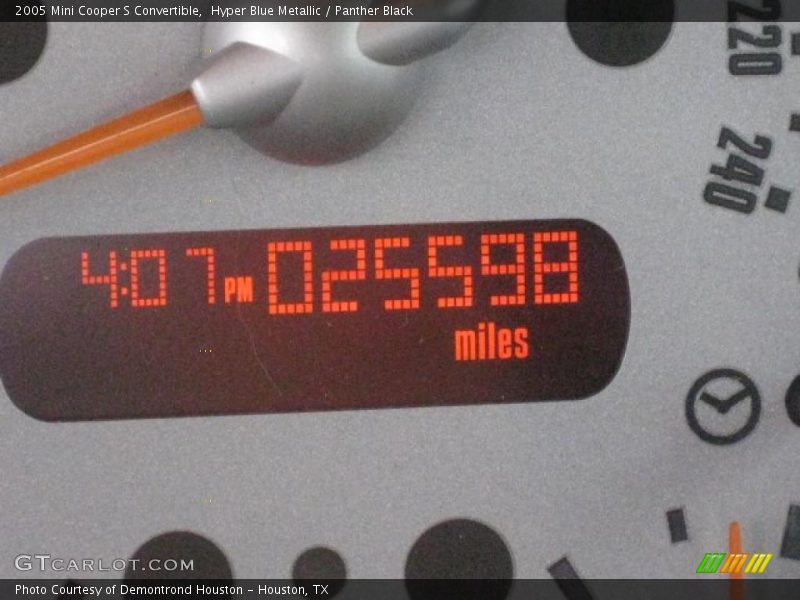 2005 Mini Cooper S Convertible,  Hyper Blue Metallic / Panther Black
220
240
4:07 PM 025598
miles
GTCARLOT.COM
Photo Courtesy of Demontrond Houston - Houston, TX